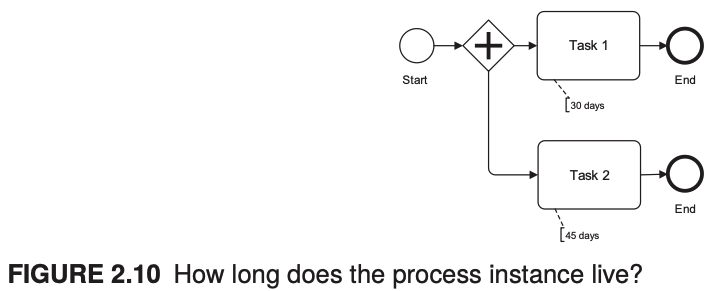 Task 1
Start
End
30 days
Task 2
End
45 days
FIGURE 2.10 How long does the process instance live?